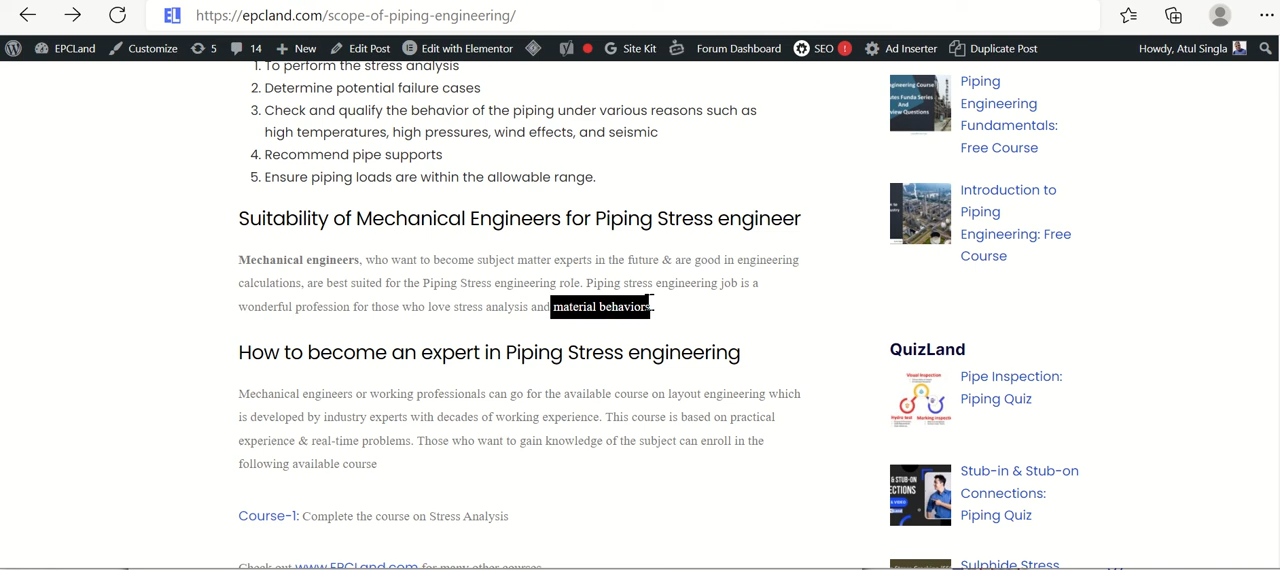 https://epcland.com/scope-of-piping-engineering/
EPCLand Customize 5 14 New Edit Post Edit with Elementor Site Kit Forum Dashboard SEO ! Ad Inserter Duplicate Post Howdy, Atul Singla
1. To perform the stress analysis
2. Determine potential failure cases
3. Check and qualify the behavior of the piping under various reasons such as
high temperatures, high pressures, wind effects, and seismic
4. Recommend pipe supports
5. Ensure piping loads are within the allowable range.
Suitability of Mechanical Engineers for Piping Stress engineer
Mechanical engineers, who want to become subject matter experts in the future & are good in engineering
calculations, are best suited for the Piping Stress engineering role. Piping stress engineering job is a
wonderful profession for those who love stress analysis and material behaviors.
How to become an expert in Piping Stress engineering
Mechanical engineers or working professionals can go for the available course on layout engineering which
is developed by industry experts with decades of working experience. This course is based on practical
experience & real-time problems. Those who want to gain knowledge of the subject can enroll in the
following available course
Course-1: Complete the course on Stress Analysis
Check out www.EPCLand.com for many other courses
Piping
Engineering
Fundamentals:
Free Course
Introduction to
Piping
Engineering: Free
Course
QuizLand
Pipe Inspection:
Piping Quiz
Visual Inspection
Stub-in & Stub-on
Connections:
Piping Quiz
Sulphide Stress